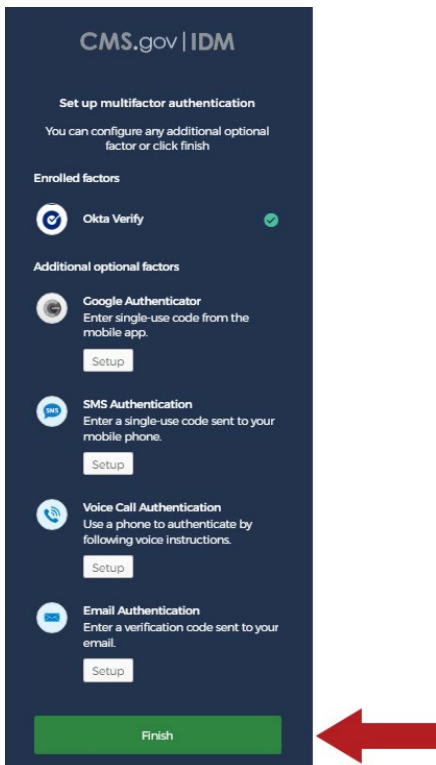 CMS.gov|IDM
Set up multifactor authentication
You can configure any additional optional
factor or click finish
Enrolled factors
Okta Verify
Additional optional factors
Google Authenticator
Enter single-use code from the
mobile app.
Setup
SMS
SMS Authentication
Enter a single-use code sent to your
mobile phone.
Setup
Voice Call Authentication
Use a phone to authenticate by
following voice instructions.
Setup
Email Authentication
Enter a verification code sent to your
email.
Setup
Finish